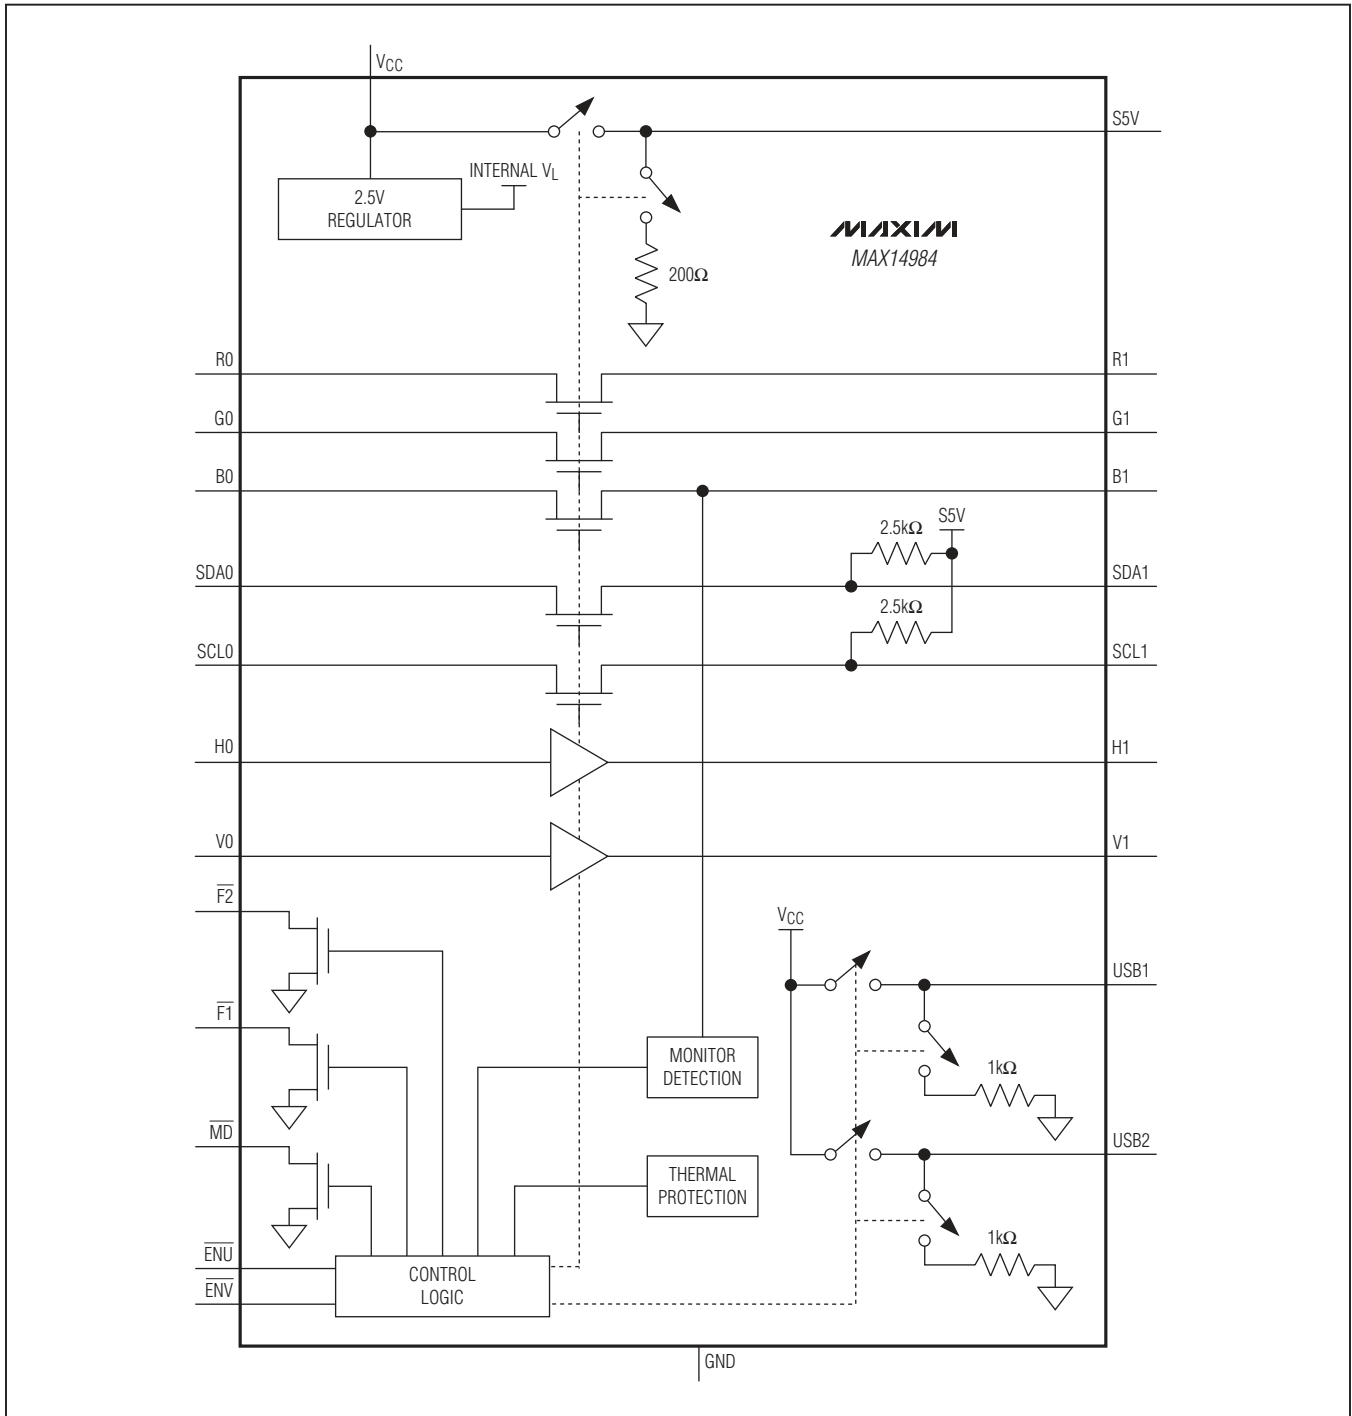 VCC
S5V
INTERNAL VL
2.5V
REGULATOR
MAXIM
MAX14984
200Ω
R0
R1
G0
G1
B0
B1
S5V
2.5kΩ
SDA0
SDA1
2.5kΩ
SCL0
SCL1
H0
H1
V0
V1
F2
VCC
USB1
F1
MONITOR
DETECTION
1kΩ
MD
USB2
THERMAL
PROTECTION
ENU
1kΩ
CONTROL
LOGIC
ENV
GND